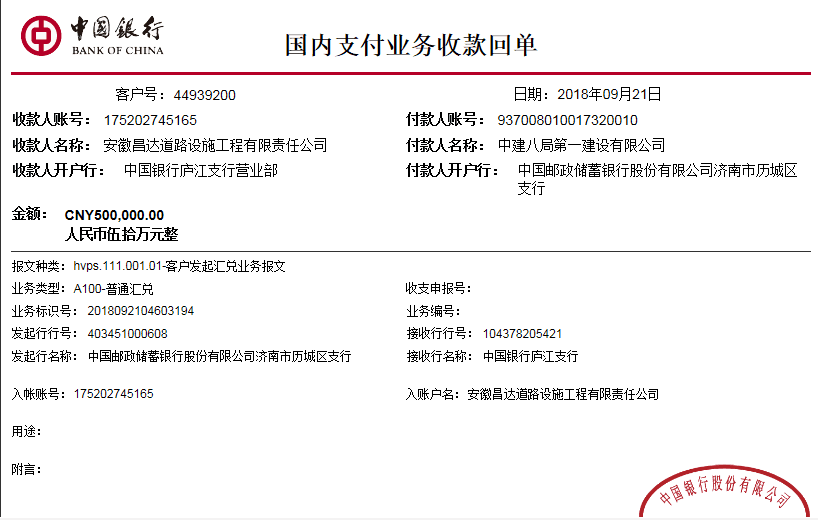 中国银行
BANK OF CHINA
国内支付业务收款回单
客户号：44939200
日期：2018年09月21日
收款人账号：175202745165
付款人账号：937008010017320010
收款人名称：安徽昌达道路设施工程有限责任公司
付款人名称：中建八局第一建设有限公司
收款人开户行：中国银行庐江支行营业部
付款人开户行：中国邮政储蓄银行股份有限公司济南市历城区
支行
金额：CNY500,000.00
人民币伍拾万元整
报文种类：hvps.111.001.01-客户发起汇兑业务报文
业务类型：A100-普通汇兑
收支申报号：
业务标识号：2018092104603194
业务编号：
发起行行号：403451000608
接收行行号：104378205421
发起行名称：中国邮政储蓄银行股份有限公司济南市历城区支行
接收行名称：中国银行庐江支行
入帐账号：175202745165
入账户名：安徽昌达道路设施工程有限责任公司
用途：
附言：
中国银行股份有限公司